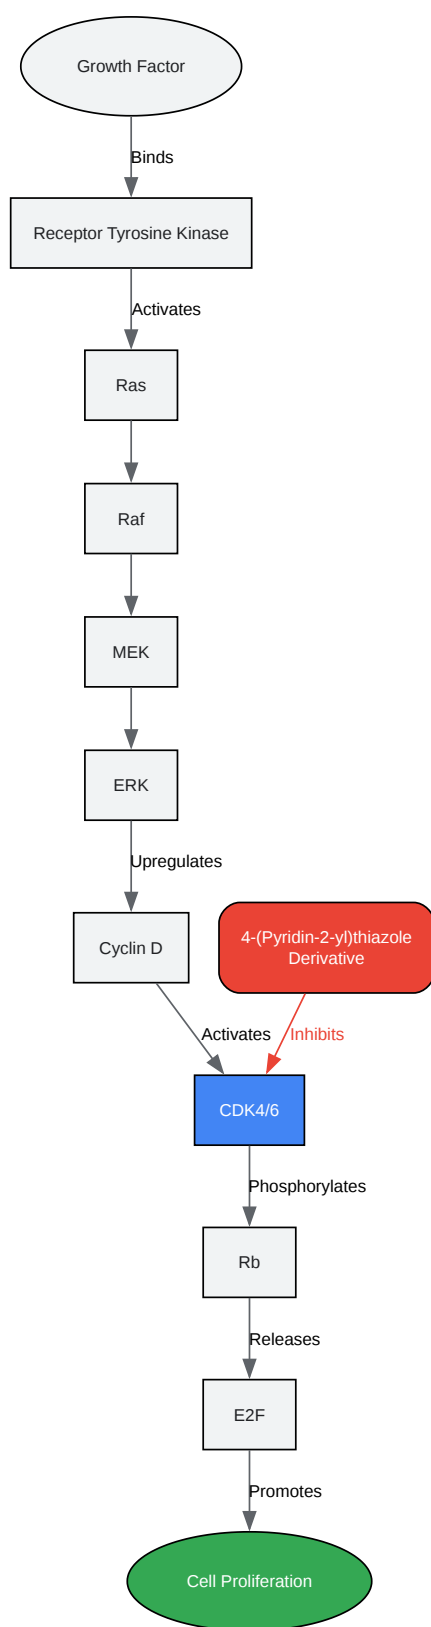 Growth Factor
Binds
Receptor Tyrosine Kinase
Activates
Ras
Raf
MEK
ERK
Upregulates
Cyclin D
4-(Pyridin-2-yl)thiazole
Derivative
Activates
Inhibits
CDK4/6
Phosphorylates
Rb
Releases
E2F
Promotes
Cell Proliferation